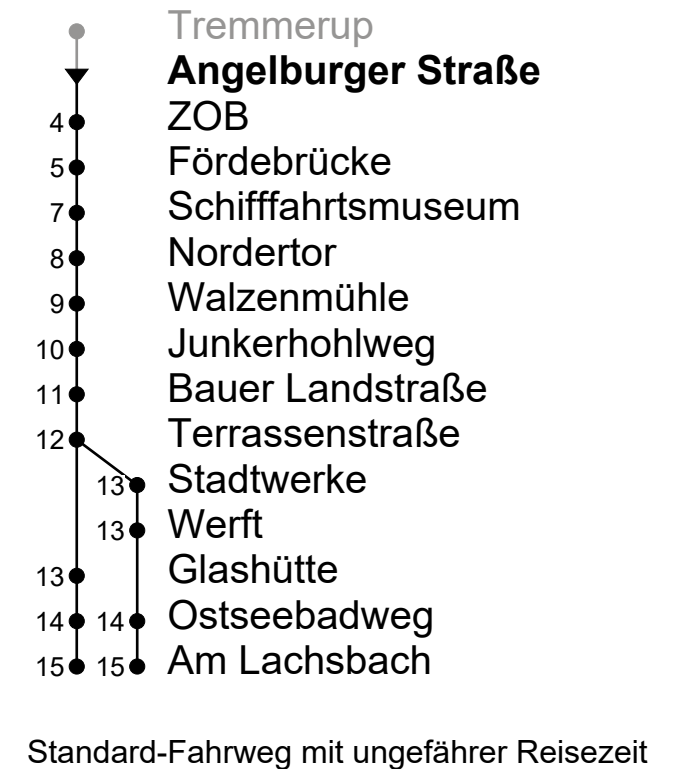 Tremmerup
Angelburger Straße
4 ZOB
5 Fördebrücke
7 Schifffahrtsmuseum
8 Nordertor
9 Walzenmühle
10 Junkerhohlweg
11 Bauer Landstraße
12 Terrassenstraße
13 Stadtwerke
13 Werft
13 Glashütte
14 14 Ostseebadweg
15 15 Am Lachsbach
Standard-Fahrweg mit ungefährer Reisezeit